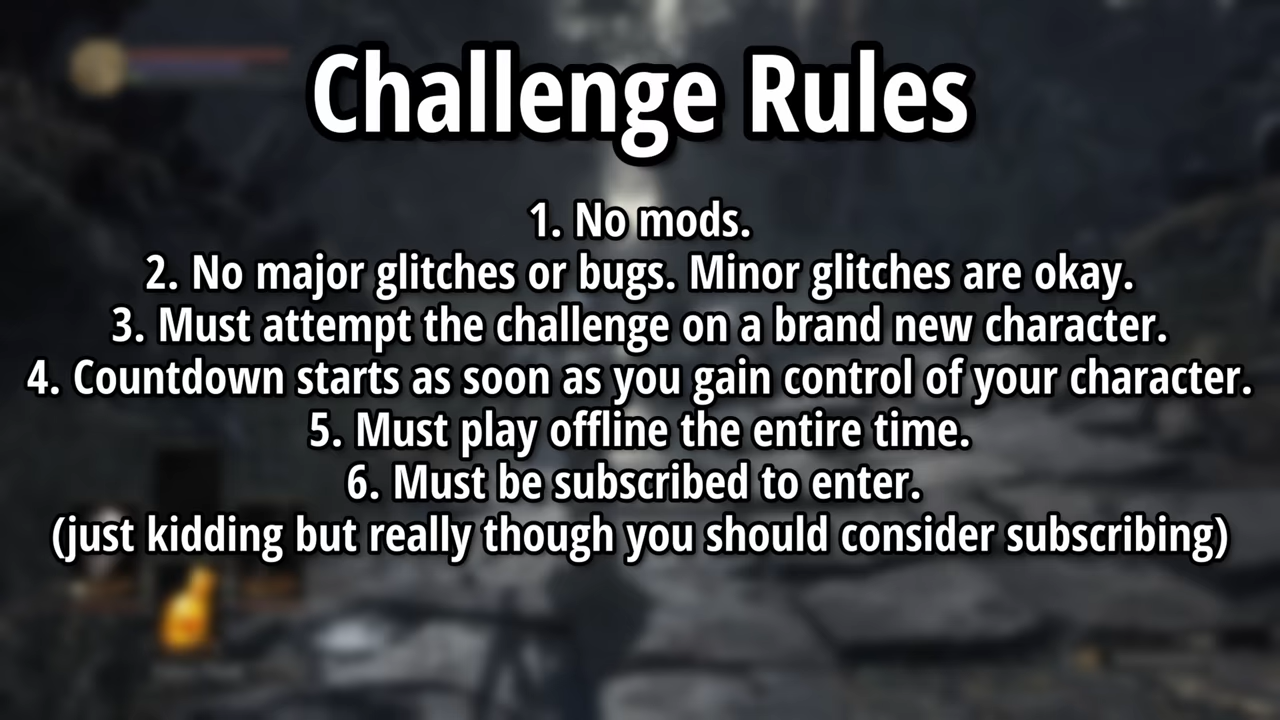 Challenge Rules
1. No mods.
2. No major glitches or bugs. Minor glitches are okay.
3. Must attempt the challenge on a brand new character.
4. Countdown starts as soon as you gain control of your character.
5. Must play offline the entire time.
6. Must be subscribed to enter.
(just kidding but really though you should consider subscribing)